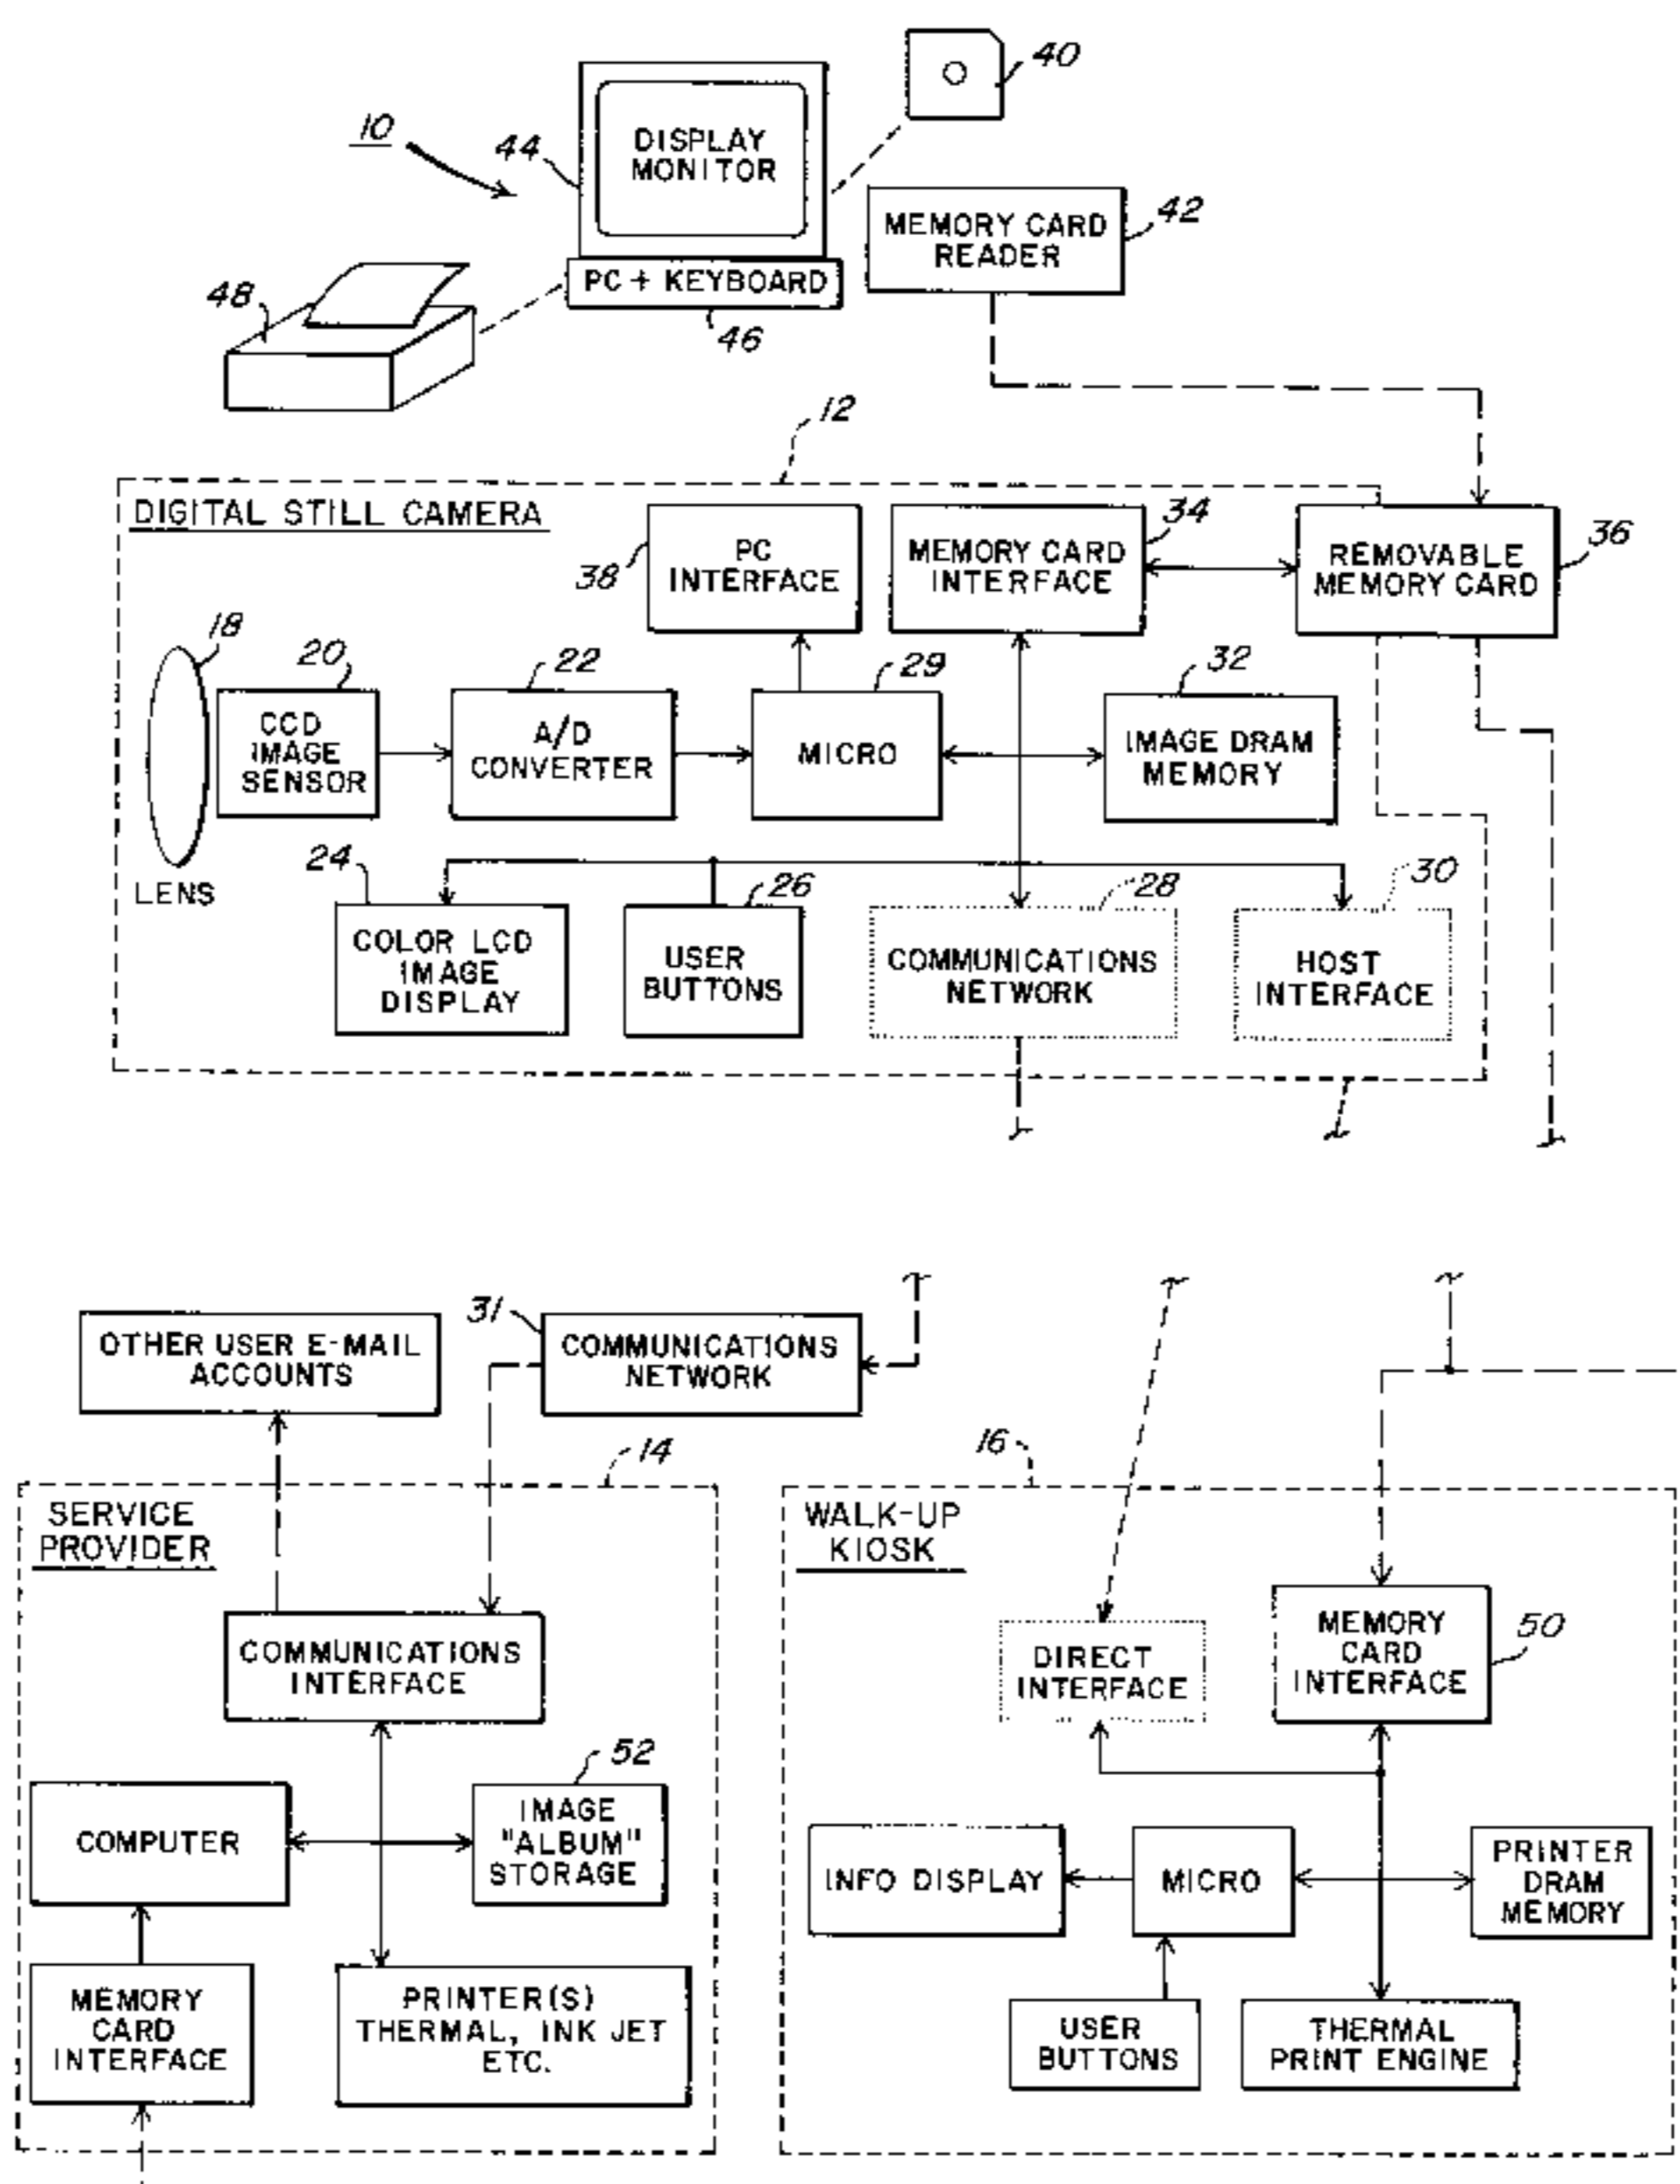 40
10
44
DISPLAY
MONITOR
42
MEMORY CARD
READER
PC + KEYBOARD
48
46
12
DIGITAL STILL CAMERA
34
36
PC
INTERFACE
38
MEMORY CARD
INTERFACE
REMOVABLE
MEMORY CARD
18
20
22
29
32
CCD
IMAGE
SENSOR
A/D
CONVERTER
MICRO
IMAGE DRAM
MEMORY
LENS
24
26
28
30
COLOR LCD
IMAGE
DISPLAY
USER
BUTTONS
COMMUNICATIONS
NETWORK
HOST
INTERFACE
31
OTHER USER E-MAIL
ACCOUNTS
COMMUNICATIONS
NETWORK
14
16
SERVICE
PROVIDER
WALK-UP
KIOSK
COMMUNICATIONS
INTERFACE
DIRECT
INTERFACE
MEMORY
CARD
INTERFACE
50
52
COMPUTER
IMAGE
"ALBUM"
STORAGE
INFO DISPLAY
MICRO
PRINTER
DRAM
MEMORY
MEMORY
CARD
INTERFACE
PRINTER(S)
THERMAL, INK JET
ETC.
USER
BUTTONS
THERMAL
PRINT ENGINE